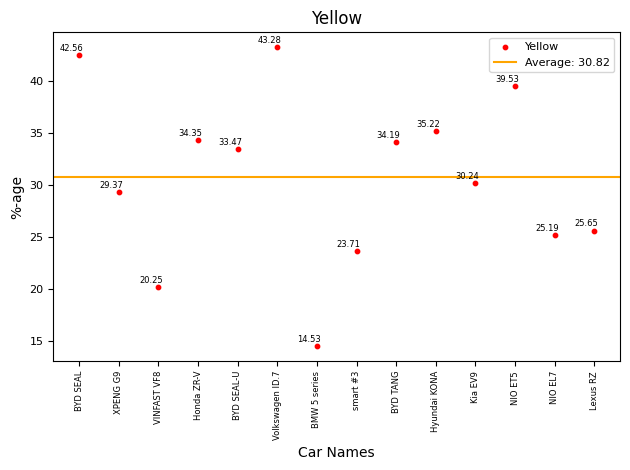 Yellow
Yellow
Average: 30.82
%-age
40
35
30
25
20
15
42.56
29.37
20.25
34.35
33.47
43.28
14.53
23.71
34.19
35.22
30.24
39.53
25.19
25.65
BYD SEAL
XPENG G9
VINFAST VF8
Honda ZR-V
BYD SEAL-U
Volkswagen ID.7
BMW 5 series
smart #3
BYD TANG
Hyundai KONA
Kia EV9
NIO ET5
NIO EL7
Lexus RZ
Car Names